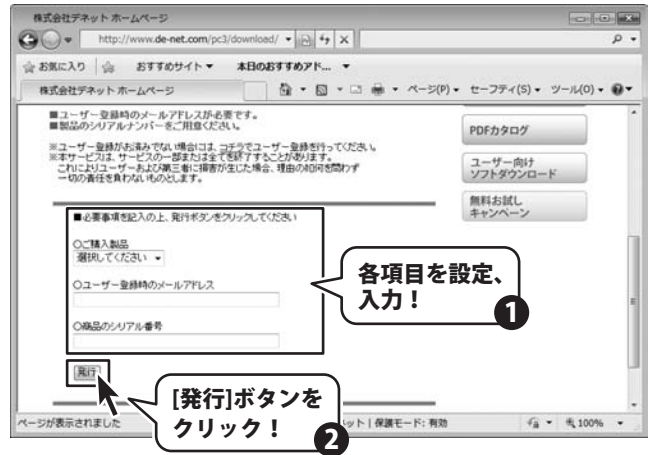 株式会社デネット ホームページ
http://www.de-net.com/pc3/download/
お気に入り おすすめサイト▼ 本日のおすすめアド... ▼
株式会社デネット ホームページ ページ(P)▼ セーフティ(S)▼ ツール(O)▼
■ユーザー登録時のメールアドレスが必要です。
■製品のシリアルナンバーをご用意ください。
※ユーザー登録がお済みでない場合には、コチラでユーザー登録を行ってください。
※本サービスは、サービスの一部または全てを終了することがあります。
これによりユーザーおよび第三者に損害が生じた場合、理由の如何を問わず
一切の責任を負わないものとします。
PDFカタログ
ユーザー向け
ソフトダウンロード
無料お試し
キャンペーン
■必要事項を記入の上、発行ボタンをクリックしてください
○ご購入製品
選択してください ▼
○ユーザー登録時のメールアドレス
○商品のシリアル番号
発行
各項目を設定、
入力！
1
[発行]ボタンを
クリック！
2
ページが表示されました ット | 保護モード: 有効 100%